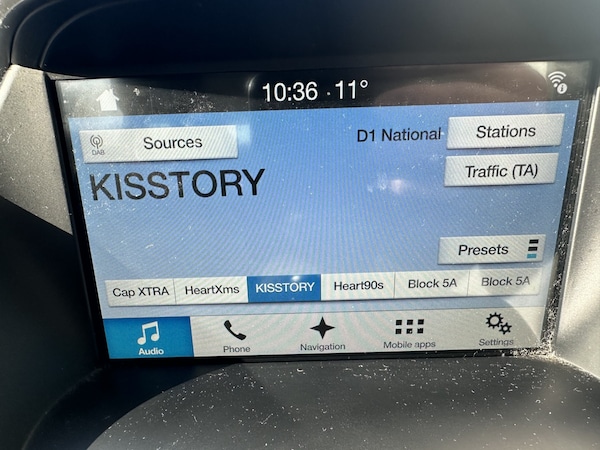 10:36 · 11°
DAB
Sources
D1 National
Stations
KISSTORY
Traffic (TA)
Presets
Cap XTRA
HeartXms
KISSTORY
Heart90s
Block 5A
Block 5A
Audio
Phone
Navigation
Mobile apps
Settings